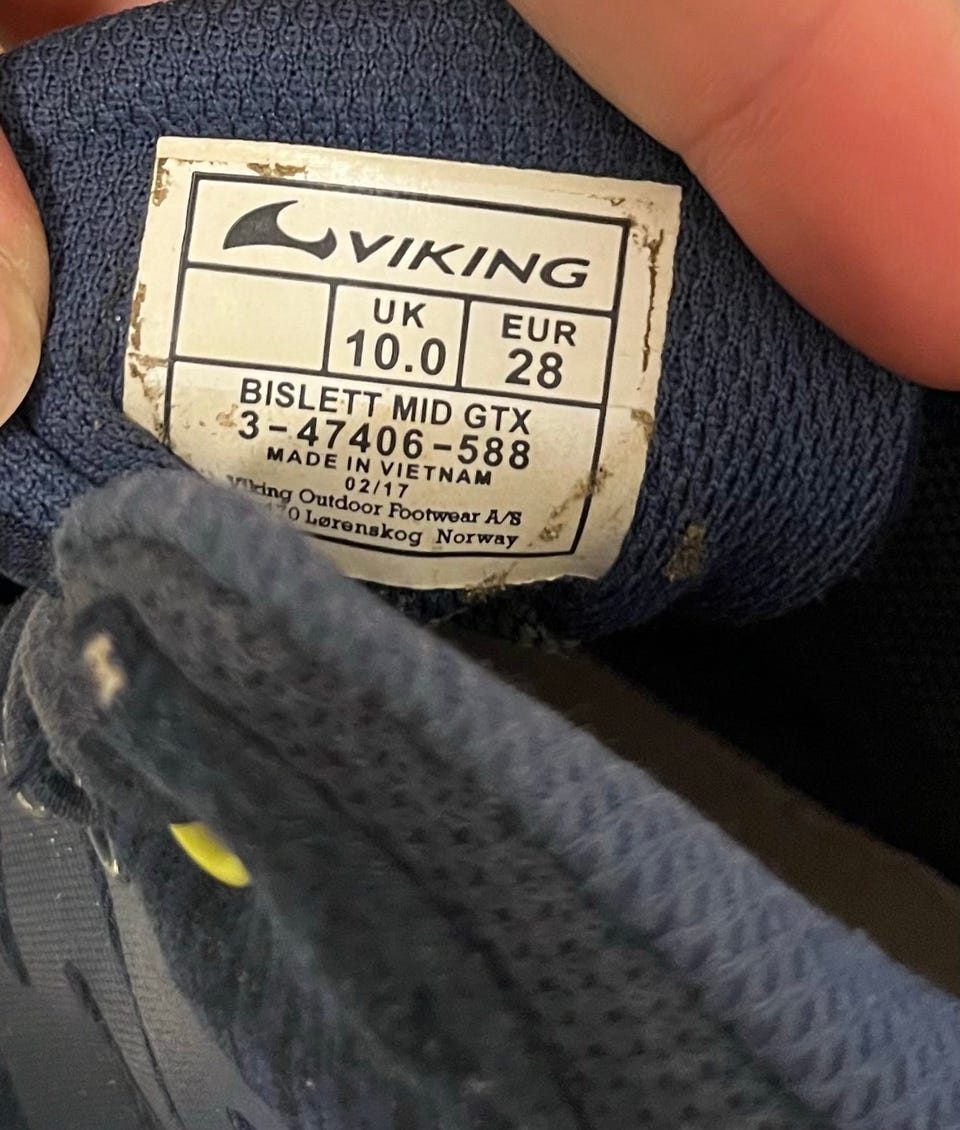 VIKING
UK EUR
10.0 28
BISLETT MID GTX
3-47406-588
MADE IN VIETNAM
02/17
Viking Outdoor Footwear A/S
Lørenskog Norway